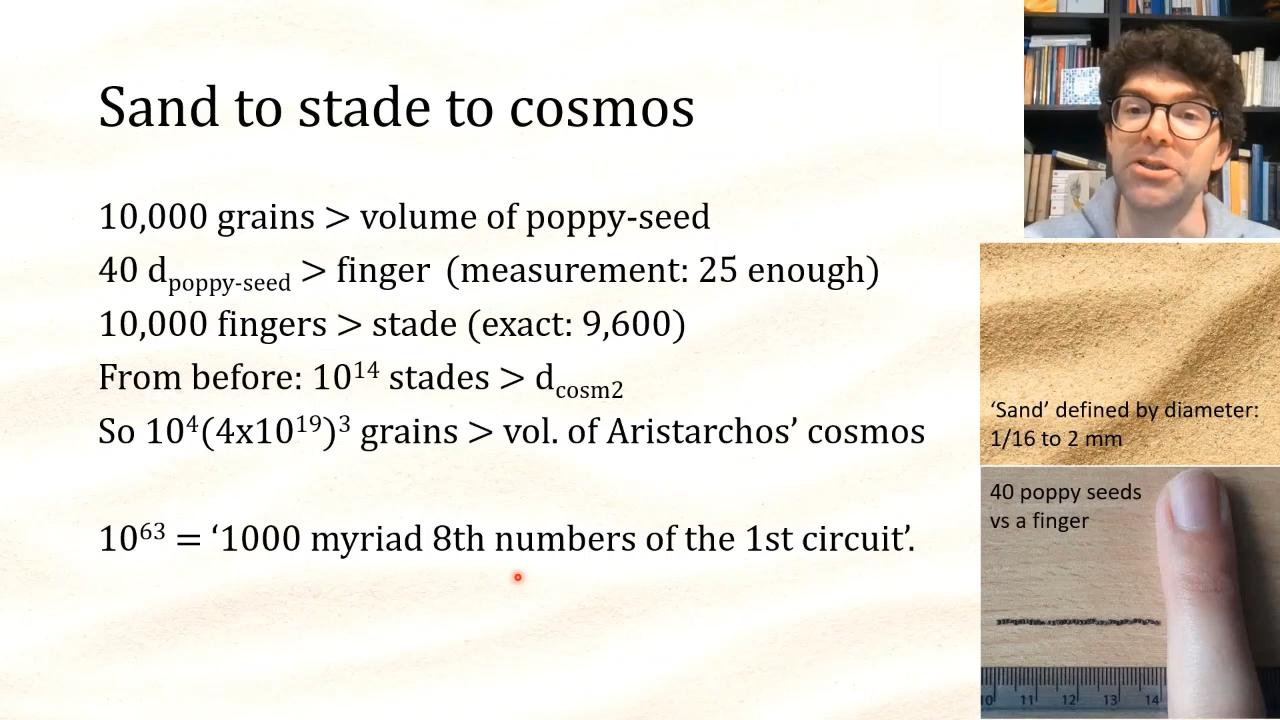 Sand to stade to cosmos
10,000 grains > volume of poppy-seed
40 d_poppy-seed > finger (measurement: 25 enough)
10,000 fingers > stade (exact: 9,600)
From before: 10¹⁴ stades > d_cosm2
So 10⁴(4x10¹⁹)³ grains > vol. of Aristarchos’ cosmos
10⁶³ = ‘1000 myriad 8th numbers of the 1st circuit’.
‘Sand’ defined by diameter:
1/16 to 2 mm
40 poppy seeds
vs a finger
10 11 12 13 14